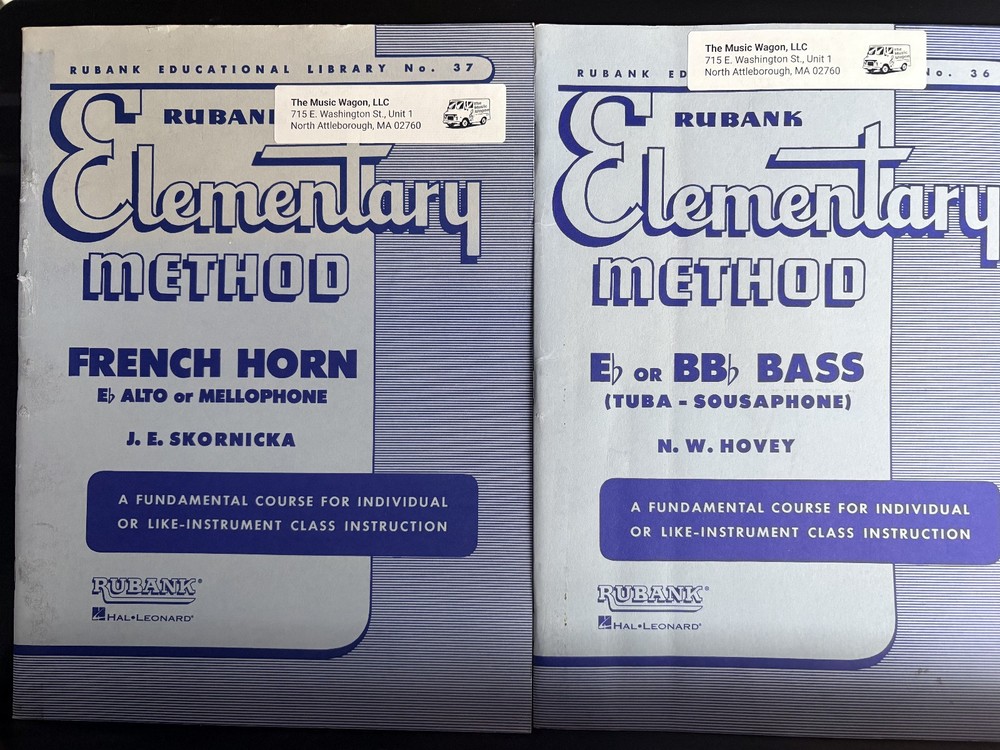 RUBANK EDUCATIONAL LIBRARY No. 37
The Music Wagon, LLC
715 E. Washington St., Unit 1
North Attleborough, MA 02760
RUBANK
Elementary
METHOD
FRENCH HORN
E♭ ALTO or MELLOPHONE
J. E. SKORNICKA
A FUNDAMENTAL COURSE FOR INDIVIDUAL
OR LIKE-INSTRUMENT CLASS INSTRUCTION
RUBANK®
HAL•LEONARD®
The Music Wagon, LLC
715 E. Washington St., Unit 1
North Attleborough, MA 02760
RUBANK ED No. 36
RUBANK
Elementary
METHOD
E♭ OR BB♭ BASS
(TUBA - SOUSAPHONE)
N. W. HOVEY
A FUNDAMENTAL COURSE FOR INDIVIDUAL
OR LIKE-INSTRUMENT CLASS INSTRUCTION
RUBANK®
HAL•LEONARD®